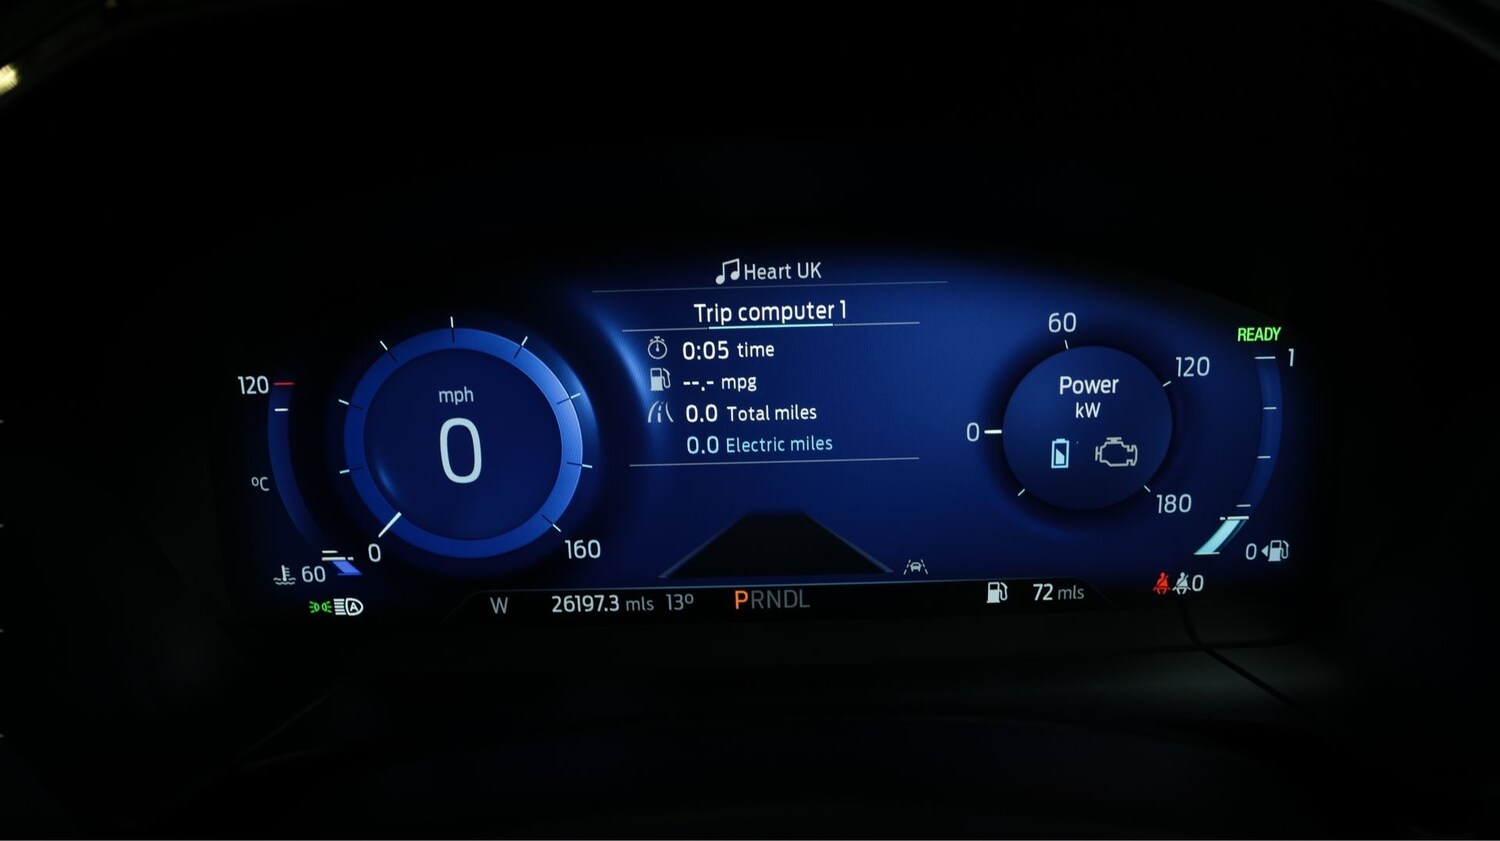 Heart UK
Trip computer 1
0:05 time
--.- mpg
0.0 Total miles
0.0 Electric miles
120
ºC
60
mph
0
0
160
Power
kW
0
60
120
180
READY
1
0
W 26197.3 mls 13º PRNDL 72 mls 0